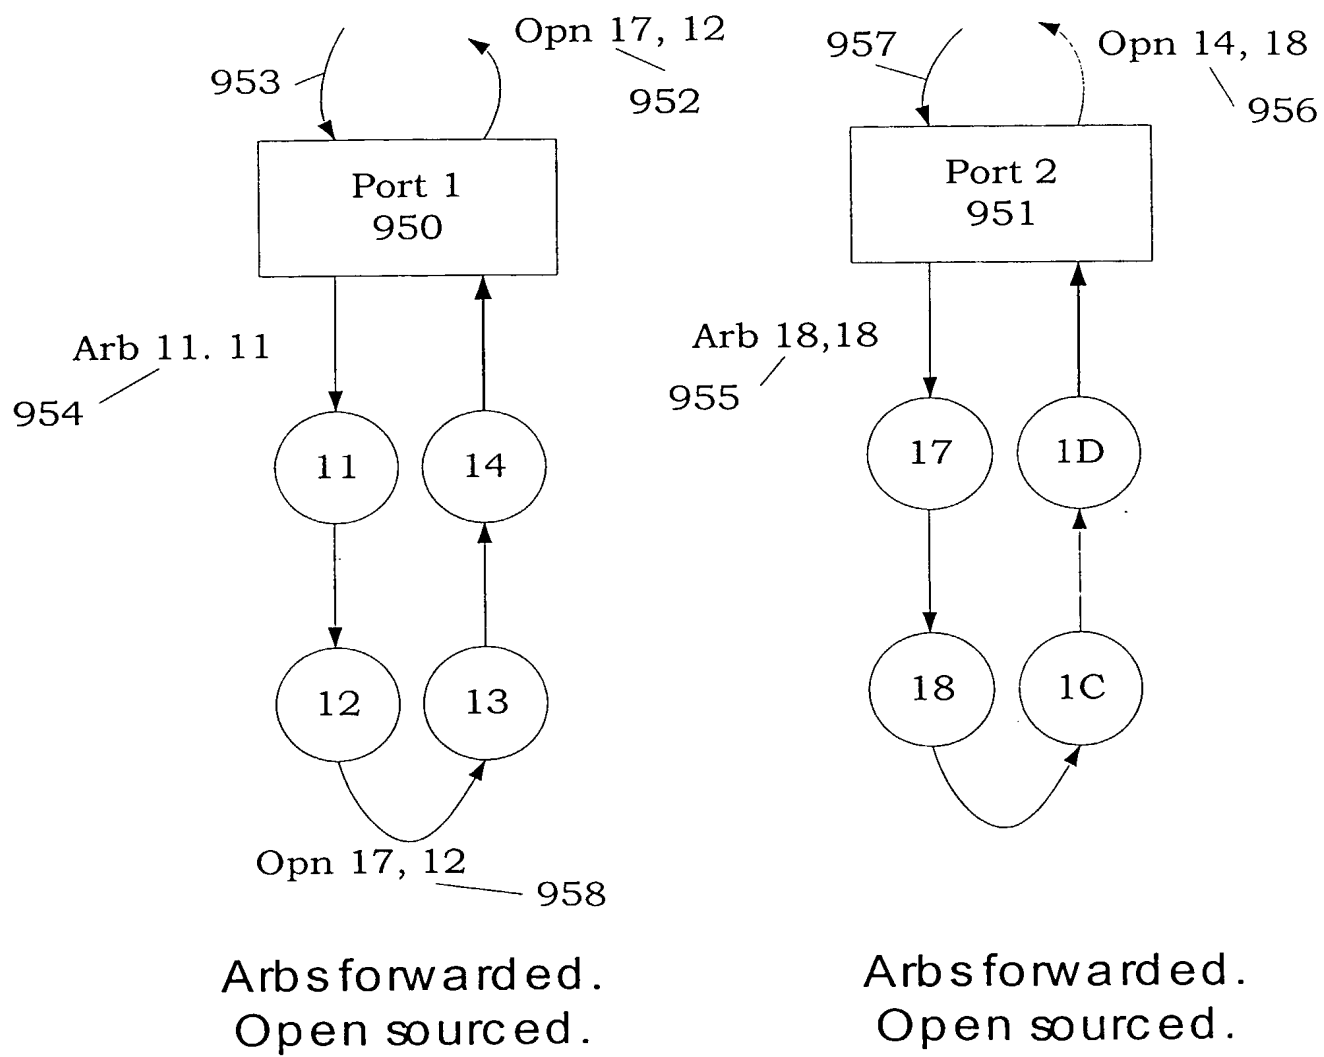 Opn 17, 12
953
952
Port 1
950
Arb 11. 11
954
11
14
12
13
Opn 17, 12
958
Arbs forwarded.
Open sourced.
957
Opn 14, 18
956
Port 2
951
Arb 18,18
955
17
1D
18
1C
Arbs forwarded.
Open sourced.